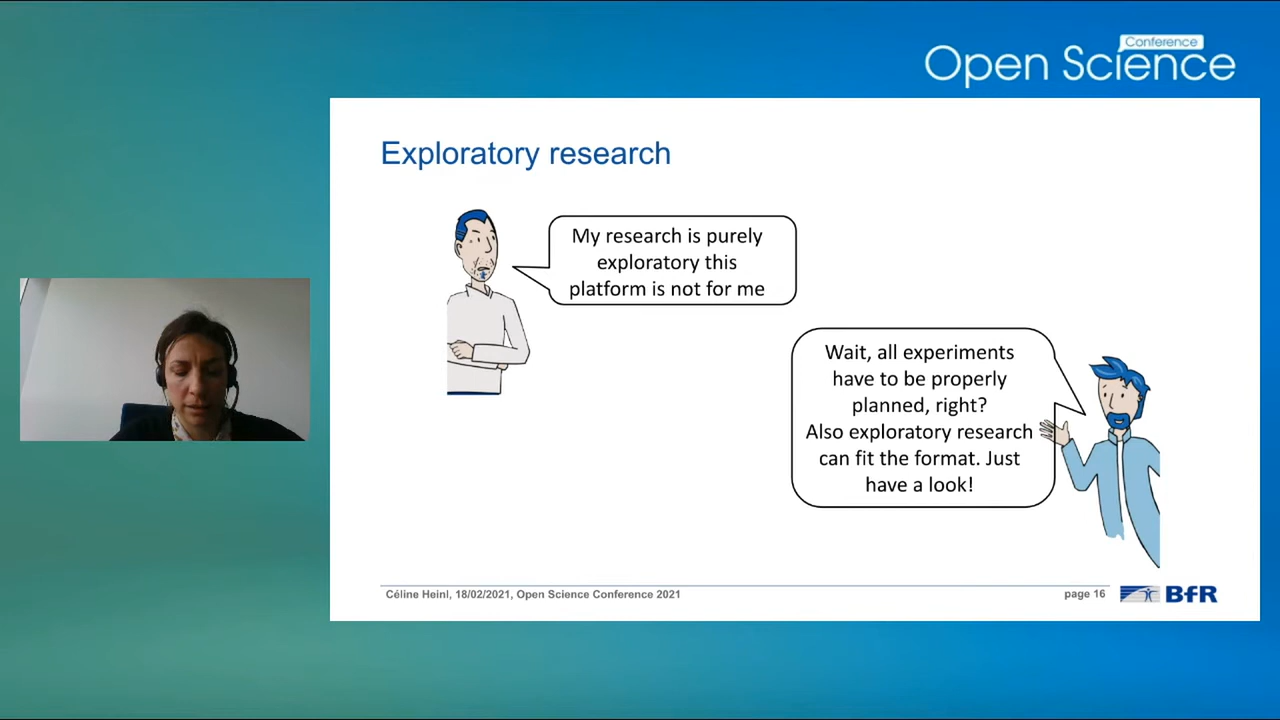 Conference
Open Science
Exploratory research
My research is purely
exploratory this
platform is not for me
Wait, all experiments
have to be properly
planned, right?
Also exploratory research
can fit the format. Just
have a look!
Céline Heinl, 18/02/2021, Open Science Conference 2021
page 16
BfR